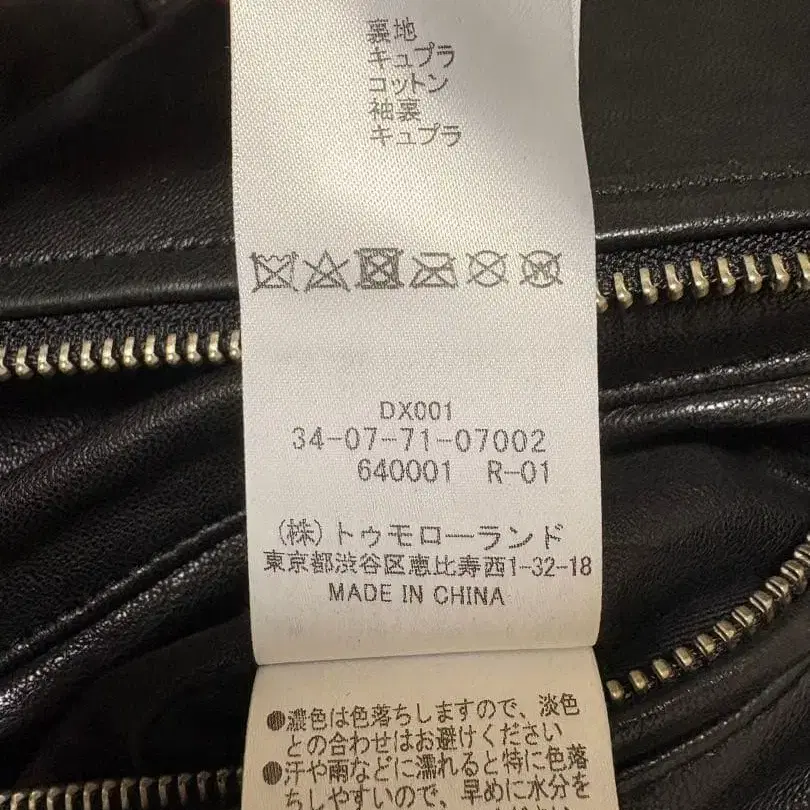 裏地
キュプラ
コットン
袖裏
キュプラ
DX001
34-07-71-07002
640001 R-01
(株)トゥモローランド
東京都渋谷区恵比寿西1-32-18
MADE IN CHINA
●濃色は色落ちしますので、淡色
との合わせはお避けください
●汗や雨などに濡れると特に色落
ちしやすいので、早めに水分を